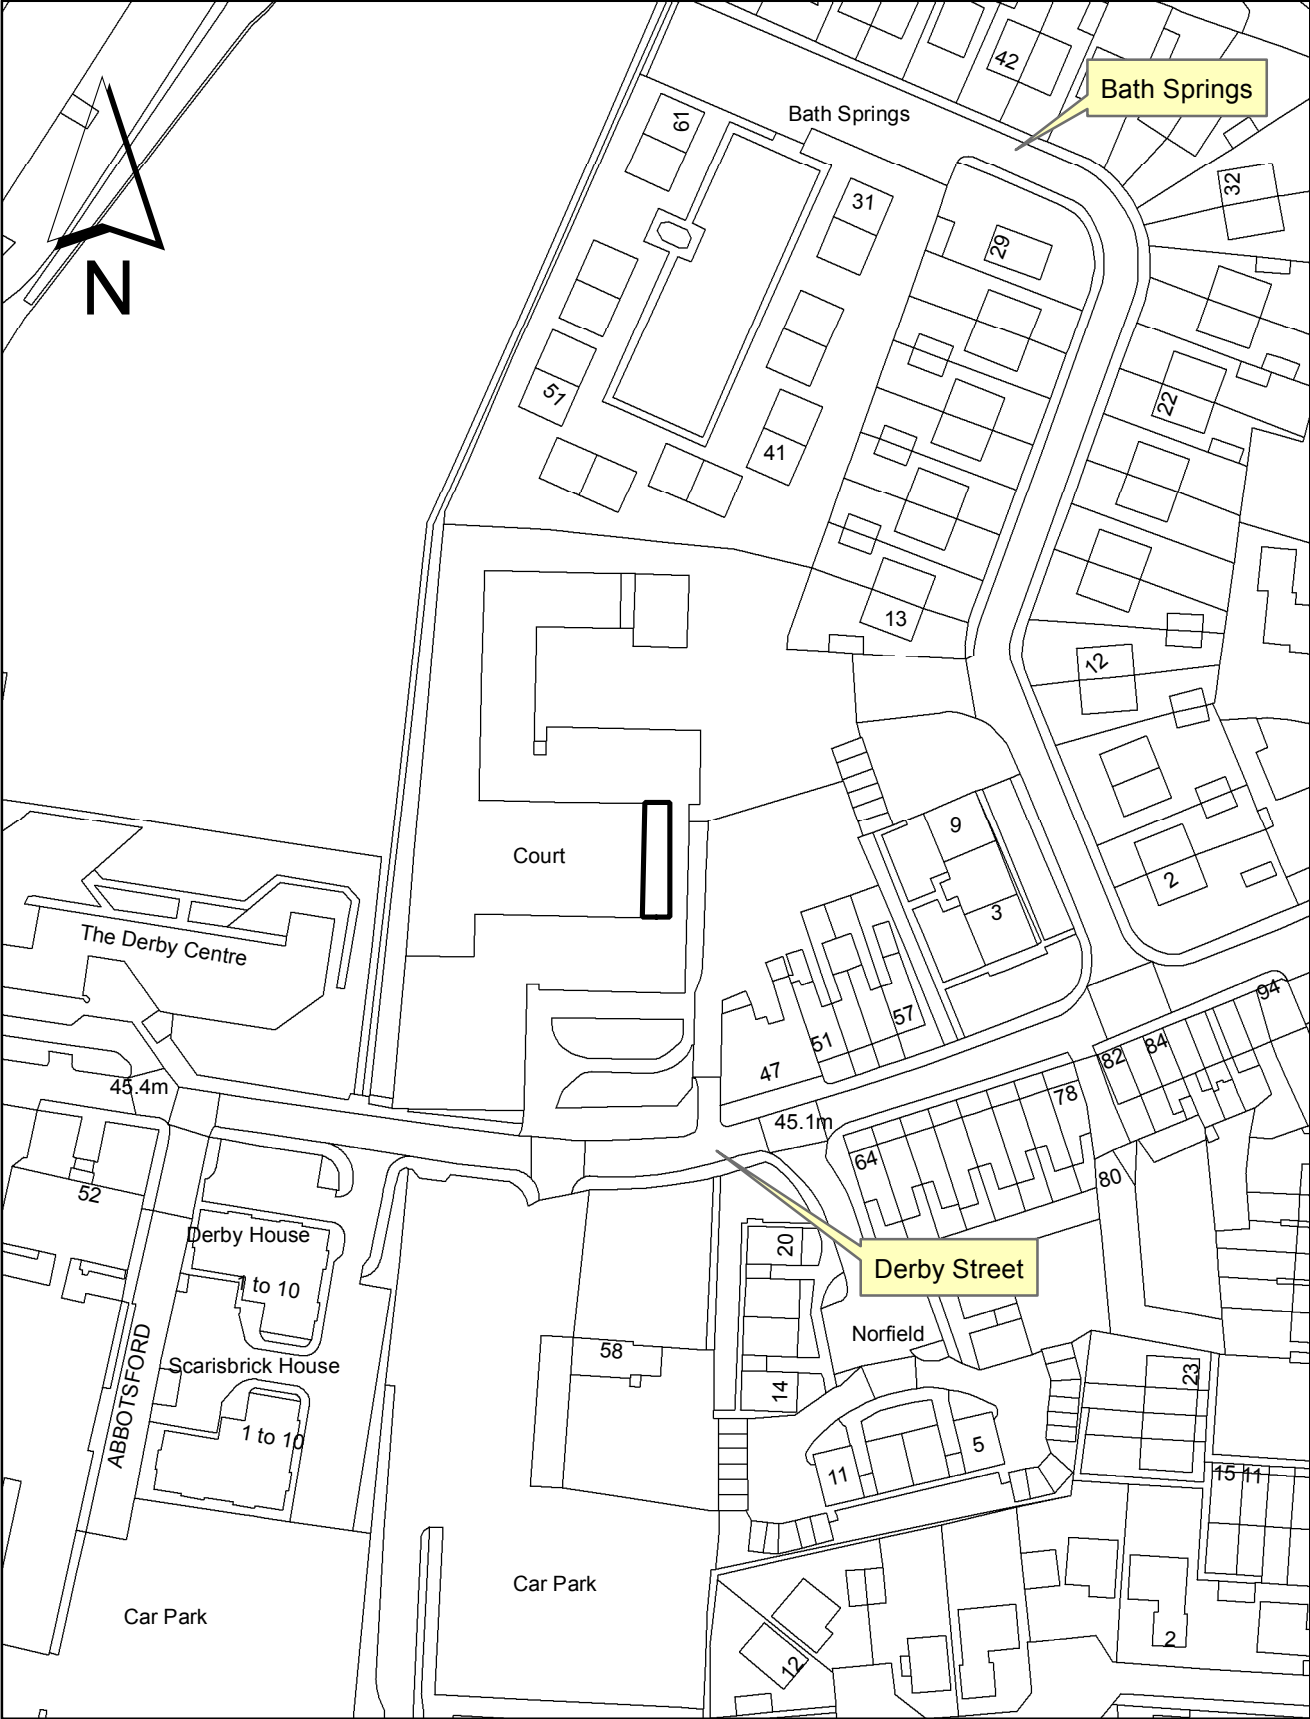 42
Bath Springs
Bath Springs
61
32
31
29
N
51
22
41
13
12
9
Court
2
3
The Derby Centre
94
57
51
84
82
47
45.4m
78
45.1m
64
80
52
Derby House
20
1 to 10
Derby Street
Norfield
ABBOTSFORD
58
Scarisbrick House
23
14
1 to 10
5
11
15 11
Car Park
Car Park
2
12